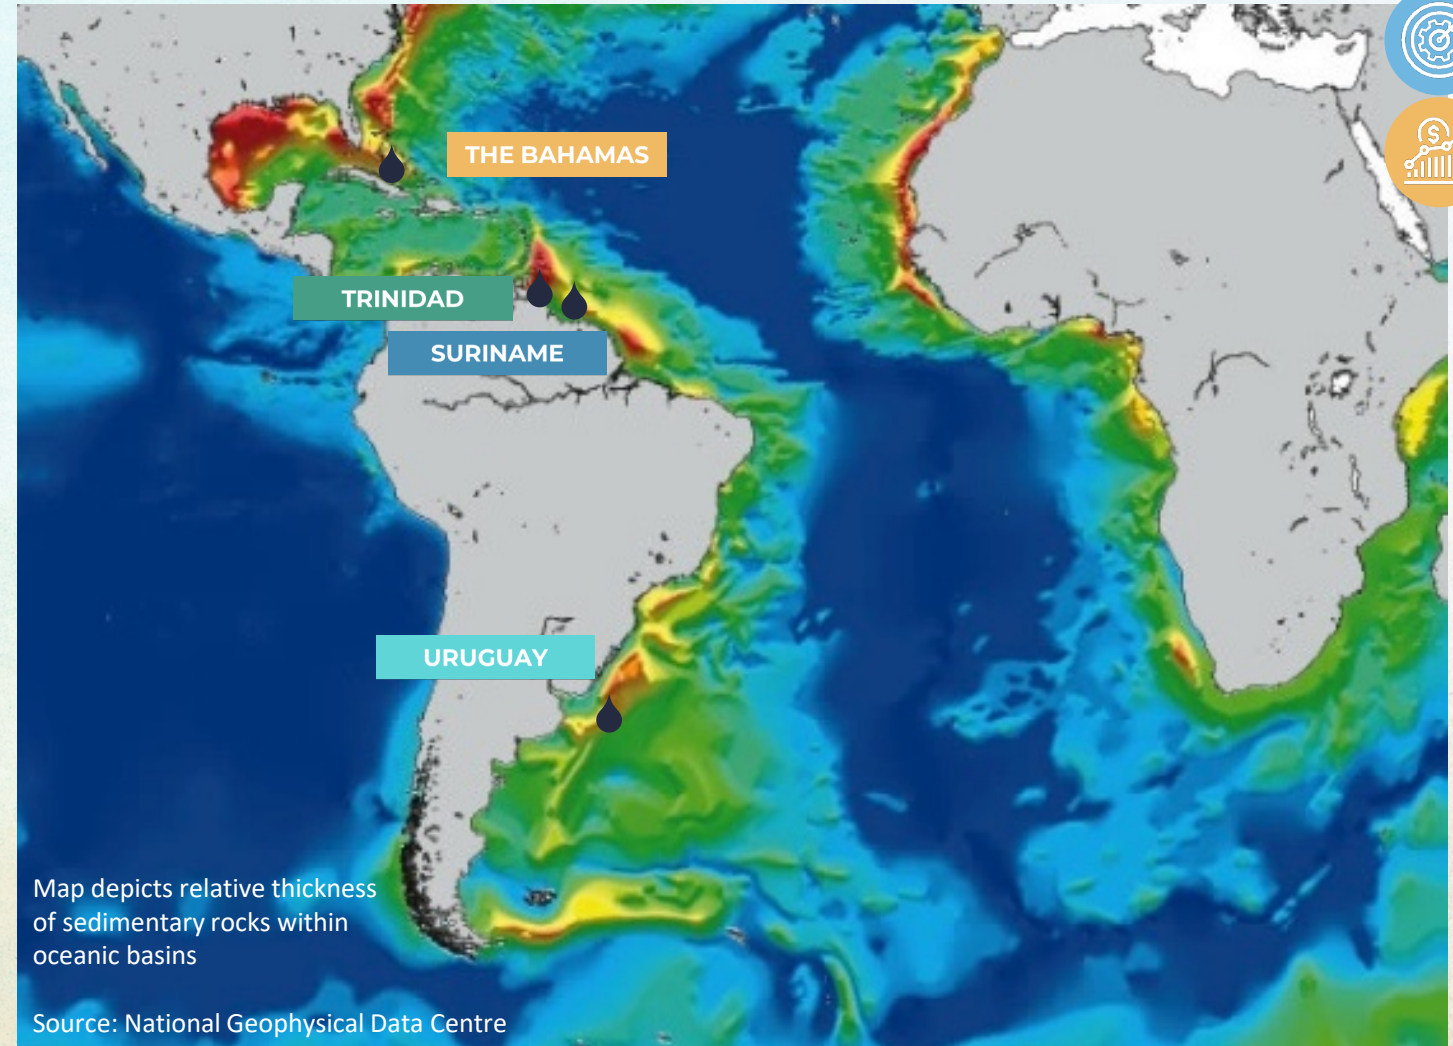 THE BAHAMAS
TRINIDAD
SURINAME
URUGUAY
Map depicts relative thickness
of sedimentary rocks within
oceanic basins
Source: National Geophysical Data Centre
$